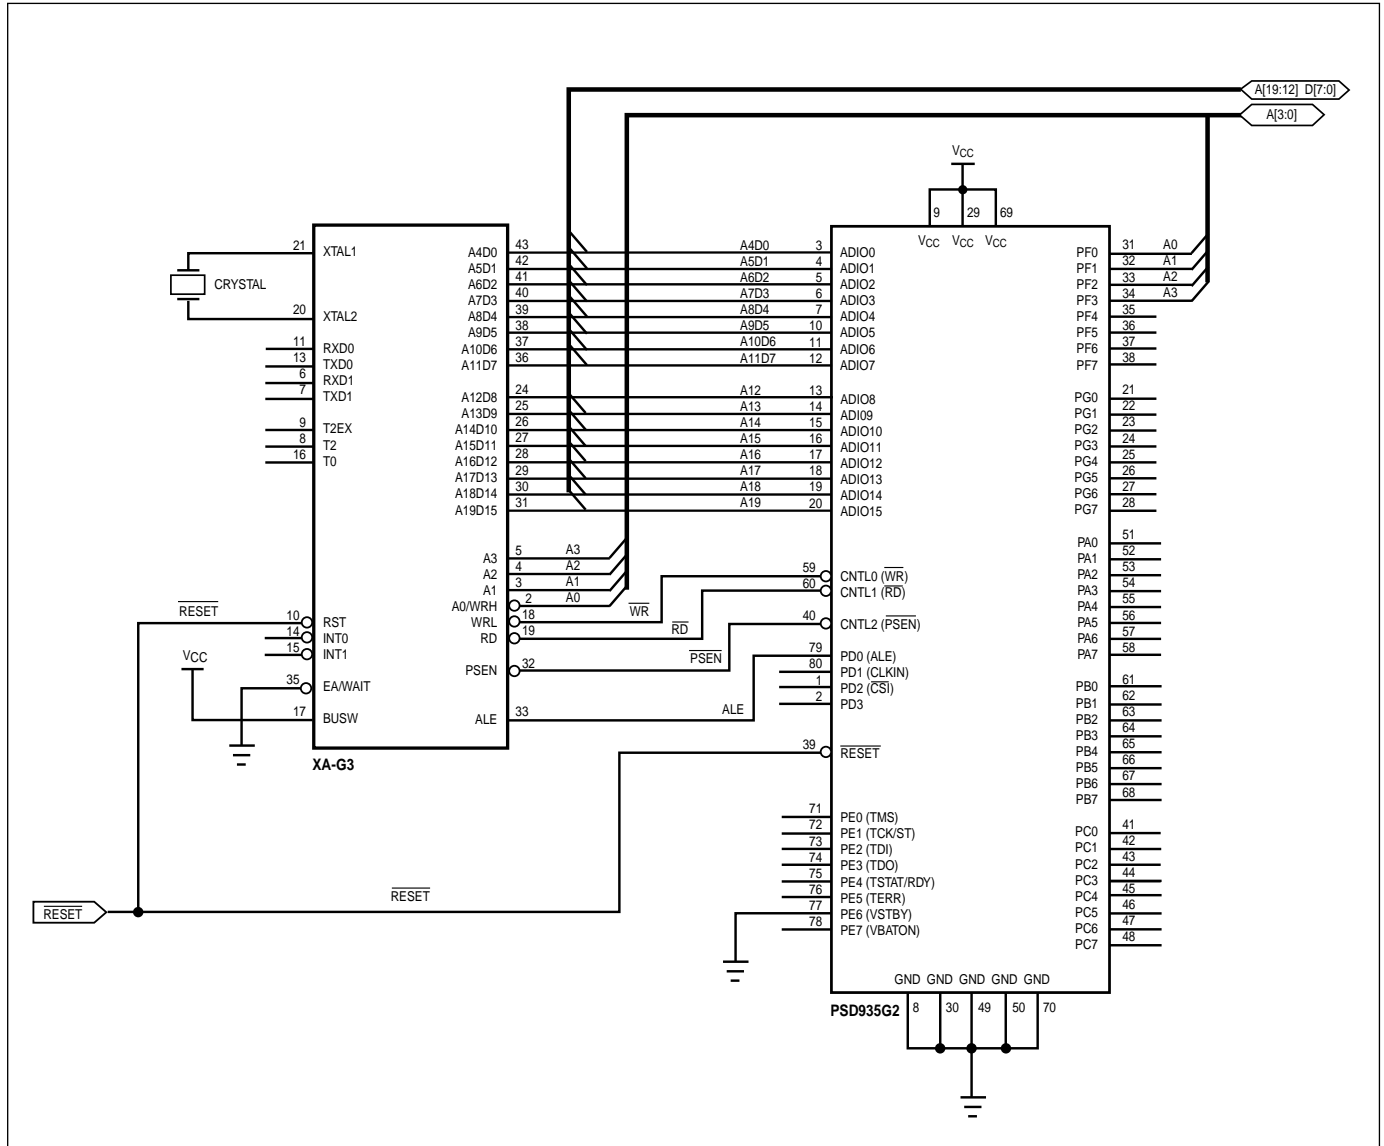 A[19:12] D[7:0]
A[3:0]
VCC
9 29 69
VCC VCC VCC
21 XTAL1
CRYSTAL
20 XTAL2
11 RXD0
13 TXD0
6 RXD1
7 TXD1
9 T2EX
8 T2
16 T0
RESET
10 RST
14 INT0
15 INT1
VCC
35 EA/WAIT
17 BUSW
XA-G3
A4D0 43
A5D1 42
A6D2 41
A7D3 40
A8D4 39
A9D5 38
A10D6 37
A11D7 36
A12D8 24
A13D9 25
A14D10 26
A15D11 27
A16D12 28
A17D13 29
A18D14 30
A19D15 31
A3 5 A3
A2 4 A2
A1 3 A1
A0/WRH 2 A0
WRL 18 WR
RD 19 RD
PSEN 32 PSEN
ALE 33 ALE
A4D0 3 ADIO0
A5D1 4 ADIO1
A6D2 5 ADIO2
A7D3 6 ADIO3
A8D4 7 ADIO4
A9D5 10 ADIO5
A10D6 11 ADIO6
A11D7 12 ADIO7
A12 13 ADIO8
A13 14 ADI09
A14 15 ADIO10
A15 16 ADIO11
A16 17 ADIO12
A17 18 ADIO13
A18 19 ADIO14
A19 20 ADIO15
59 CNTL0 (WR)
60 CNTL1 (RD)
40 CNTL2 (PSEN)
79 PD0 (ALE)
80 PD1 (CLKIN)
1 PD2 (CSI)
2 PD3
39 RESET
71 PE0 (TMS)
72 PE1 (TCK/ST)
73 PE2 (TDI)
74 PE3 (TDO)
75 PE4 (TSTAT/RDY)
76 PE5 (TERR)
77 PE6 (VSTBY)
78 PE7 (VBATON)
PF0 31 A0
PF1 32 A1
PF2 33 A2
PF3 34 A3
PF4 35
PF5 36
PF6 37
PF7 38
PG0 21
PG1 22
PG2 23
PG3 24
PG4 25
PG5 26
PG6 27
PG7 28
PA0 51
PA1 52
PA2 53
PA3 54
PA4 55
PA5 56
PA6 57
PA7 58
PB0 61
PB1 62
PB2 63
PB3 64
PB4 65
PB5 66
PB6 67
PB7 68
PC0 41
PC1 42
PC2 43
PC3 44
PC4 45
PC5 46
PC6 47
PC7 48
RESET
RESET
GND GND GND GND GND
PSD935G2
8 30 49 50 70